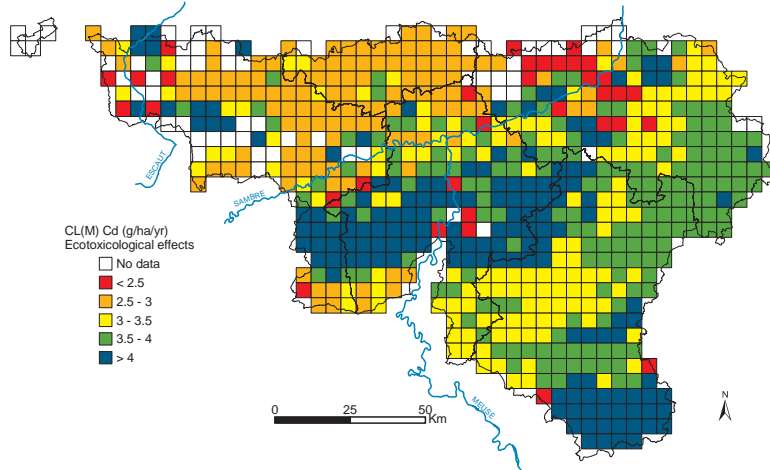 ESCAUT
SAMBRE
CL(M) Cd (g/ha/yr)
Ecotoxicological effects
No data
< 2.5
2.5 - 3
3 - 3.5
3.5 - 4
> 4
MEUSE
N
0 25 50
Km